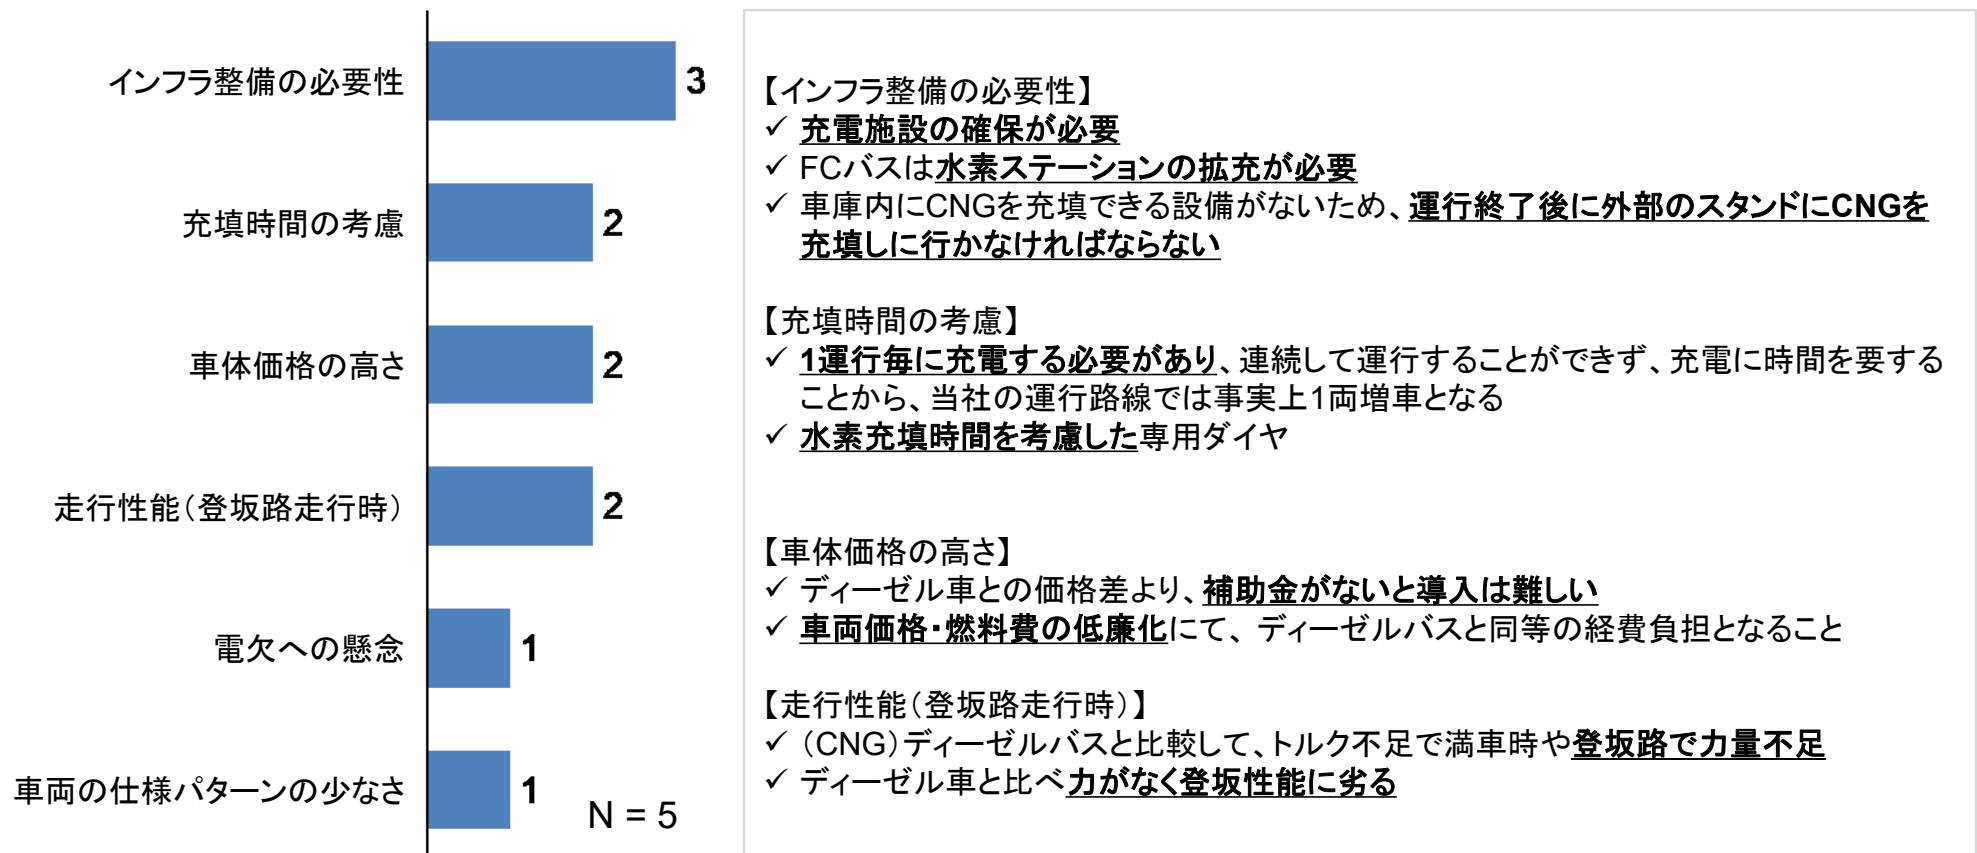 インフラ整備の必要性
3
充填時間の考慮
2
車体価格の高さ
2
走行性能(登坂路走行時)
2
電欠への懸念
1
車両の仕様パターンの少なさ
1
N = 5
【インフラ整備の必要性】
✓ 充電施設の確保が必要
✓ FCバスは水素ステーションの拡充が必要
✓ 車庫内にCNGを充填できる設備がないため、運行終了後に外部のスタンドにCNGを
充填しに行かなければならない
【充填時間の考慮】
✓ 1運行毎に充電する必要があり、連続して運行することができず、充電に時間を要する
ことから、当社の運行路線では事実上1両増車となる
✓ 水素充填時間を考慮した専用ダイヤ
【車体価格の高さ】
✓ ディーゼル車との価格差より、補助金がないと導入は難しい
✓ 車両価格・燃料費の低廉化にて、ディーゼルバスと同等の経費負担となること
【走行性能(登坂路走行時)】
✓ (CNG)ディーゼルバスと比較して、トルク不足で満車時や登坂路で力量不足
✓ ディーゼル車と比べ力がなく登坂性能に劣る